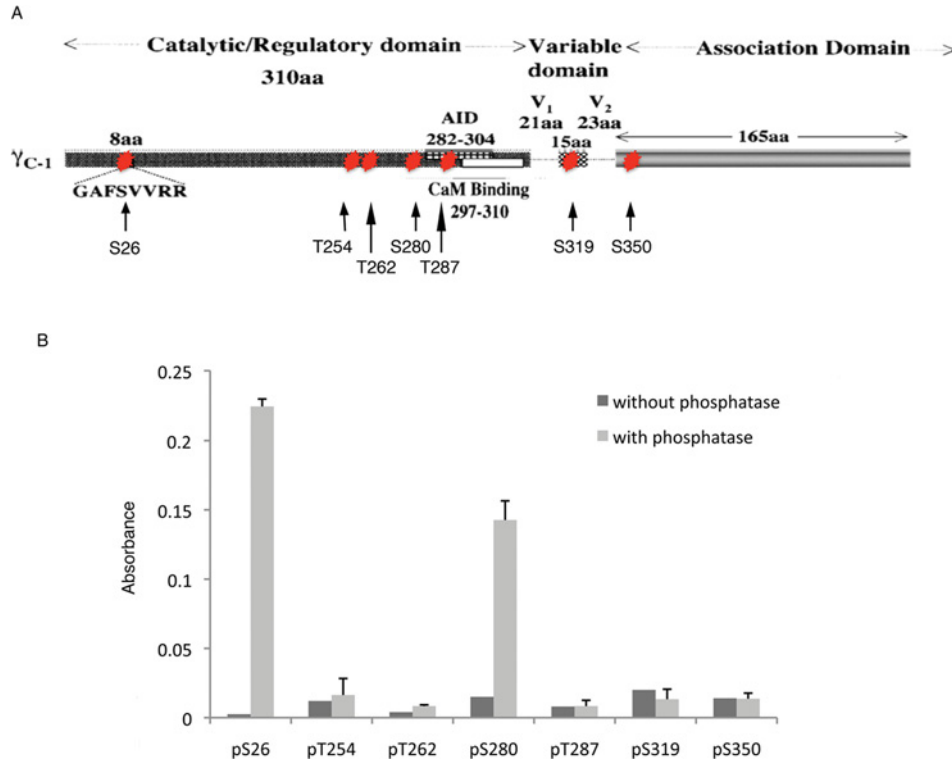 A
Catalytic/Regulatory domain
310aa
Variable
domain
Association Domain
V1
21aa
V2
23aa
AID
282-304
8aa
15aa
165aa
γC-1
GAFSVVRR
CaM Binding
297-310
S26
T254
T262
S280
T287
S319
S350
B
Absorbance
0.25
0.2
0.15
0.1
0.05
0
without phosphatase
with phosphatase
pS26 pT254 pT262 pS280 pT287 pS319 pS350